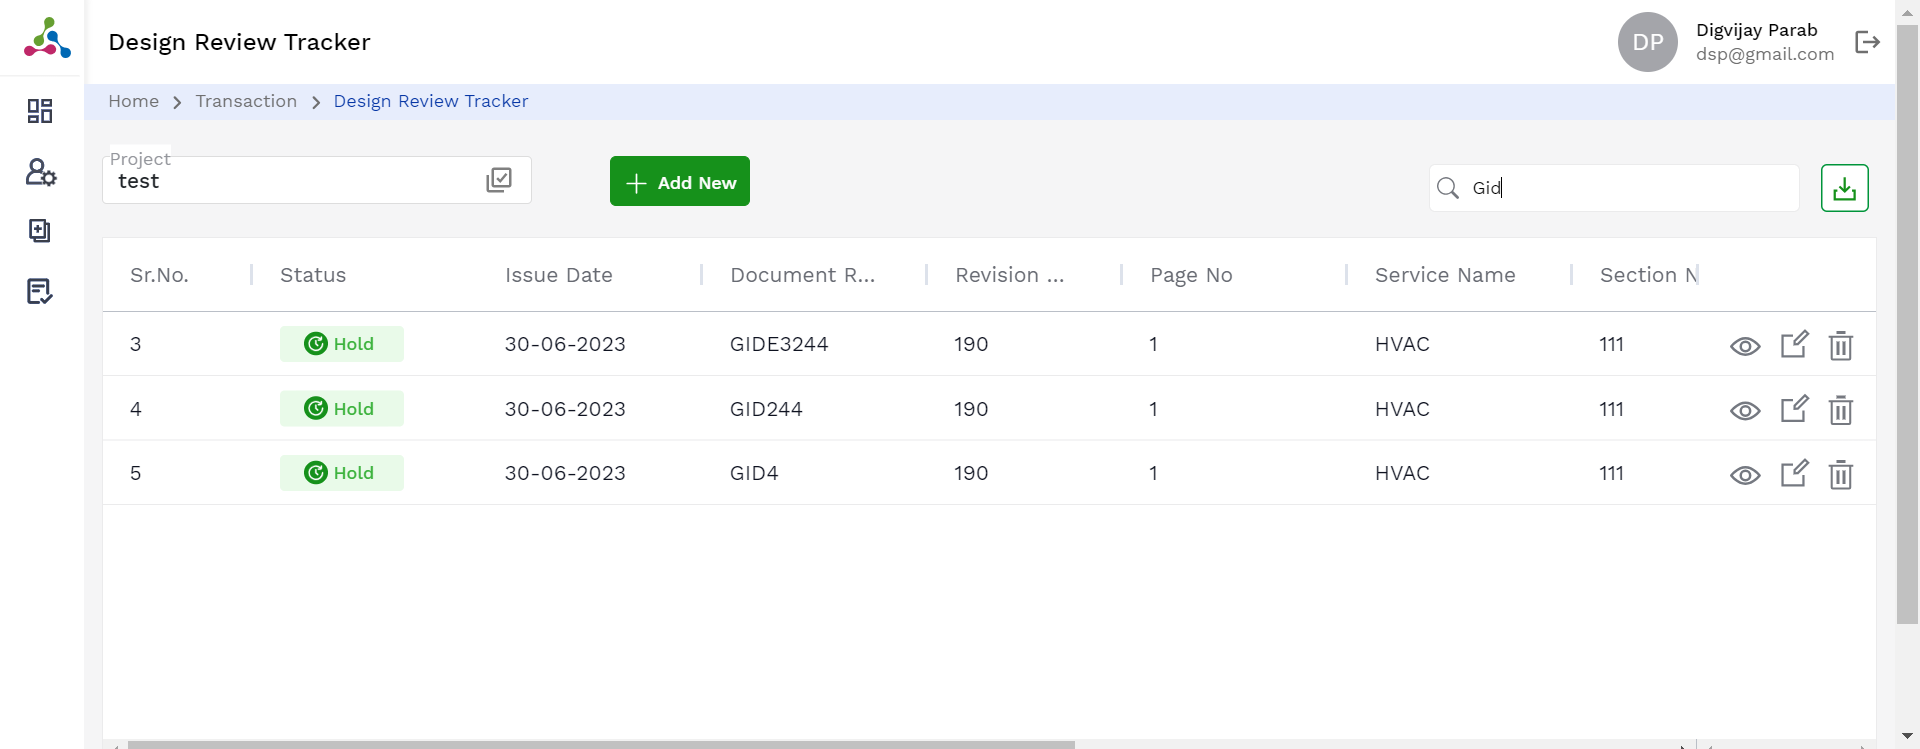 Design Review Tracker
DP
Digvijay Parab
dsp@gmail.com
Home > Transaction > Design Review Tracker
Project
test
+ Add New
Gid
Sr.No. Status Issue Date Document R... Revision ... Page No Service Name Section N
3 Hold 30-06-2023 GIDE3244 190 1 HVAC 111
4 Hold 30-06-2023 GID244 190 1 HVAC 111
5 Hold 30-06-2023 GID4 190 1 HVAC 111